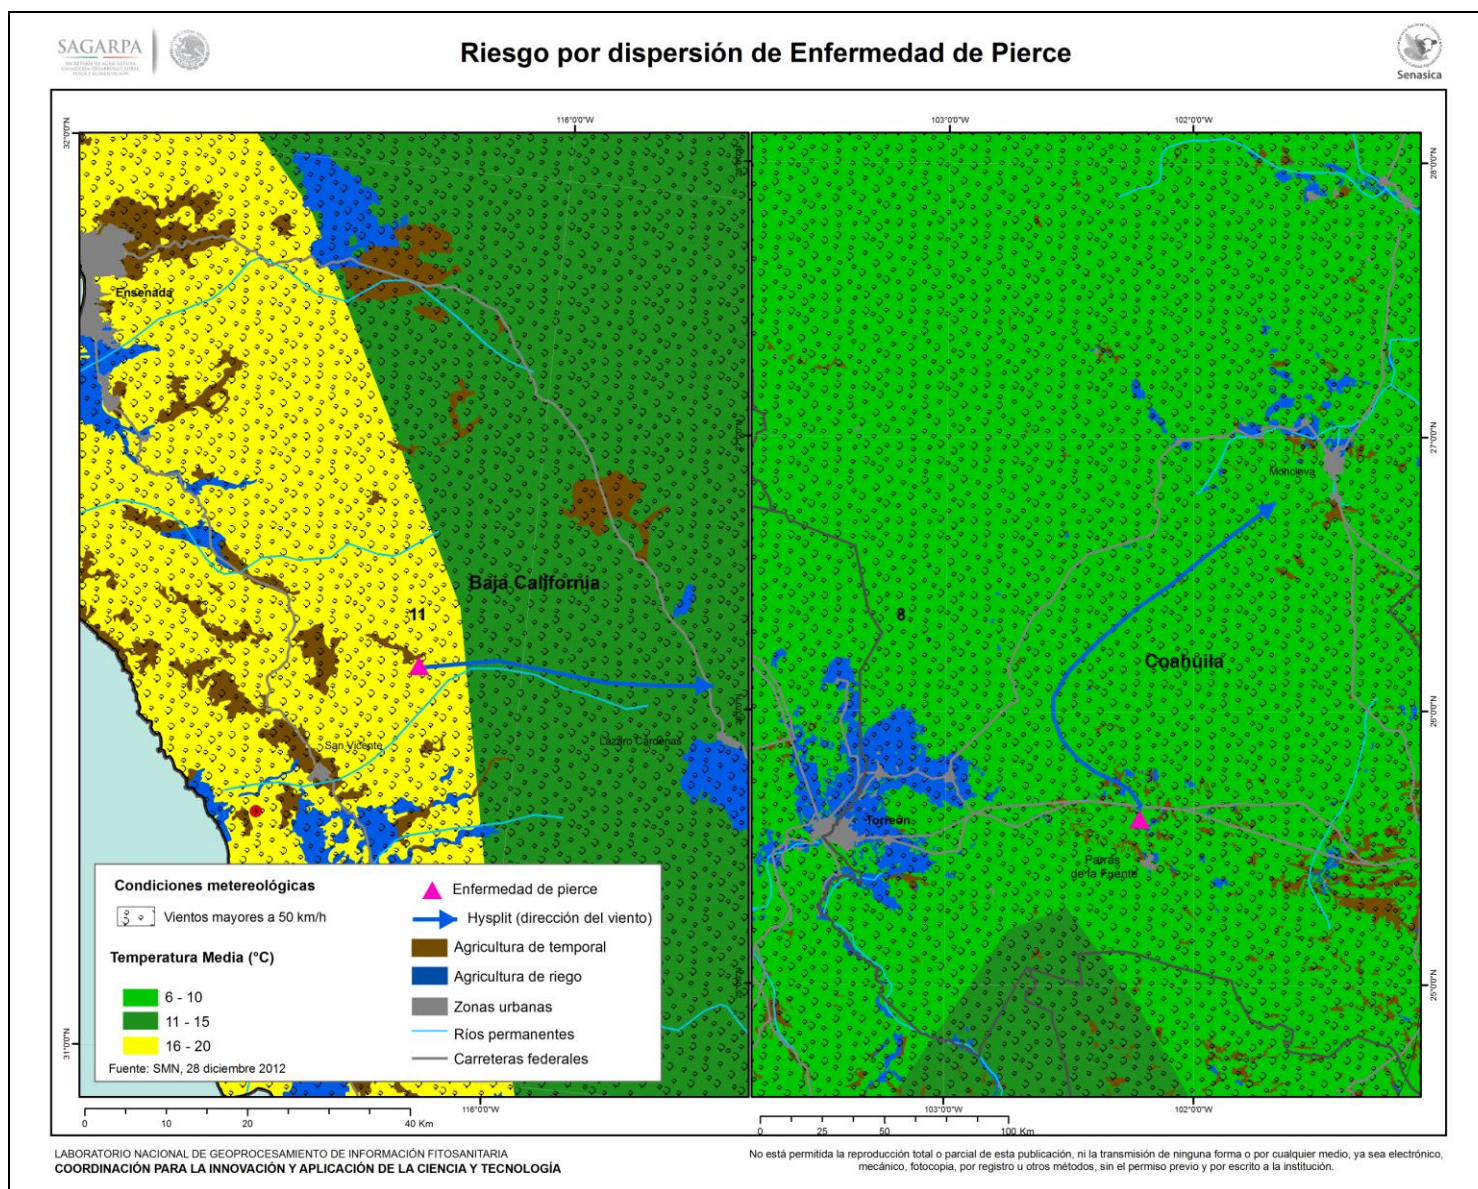 SAGARPA
SECRETARÍA DE AGRICULTURA,
GANADERÍA, DESARROLLO RURAL,
PESCA Y ALIMENTACIÓN
Riesgo por dispersión de Enfermedad de Pierce
Senasica
116°0'0"W
103°0'0"W
102°0'0"W
32°0'0"N
28°0'0"N
Ensenada
27°0'0"N
Monclova
Baja California
11
8
Coahuila
26°0'0"N
San Vicente
Lázaro Cárdenas
Torreón
Parras
de la Fuente
25°0'0"N
31°0'0"N
Condiciones metereológicas
Vientos mayores a 50 km/h
Temperatura Media (°C)
6 - 10
11 - 15
16 - 20
Fuente: SMN, 28 diciembre 2012
Enfermedad de pierce
Hysplit (dirección del viento)
Agricultura de temporal
Agricultura de riego
Zonas urbanas
Ríos permanentes
Carreteras federales
116°0'0"W
103°0'0"W
102°0'0"W
0 10 20 40 Km
0 25 50 100 Km
LABORATORIO NACIONAL DE GEOPROCESAMIENTO DE INFORMACIÓN FITOSANITARIA
COORDINACIÓN PARA LA INNOVACIÓN Y APLICACIÓN DE LA CIENCIA Y TECNOLOGÍA
No está permitida la reproducción total o parcial de esta publicación, ni la transmisión de ninguna forma o por cualquier medio, ya sea electrónico,
mecánico, fotocopia, por registro u otros métodos, sin el permiso previo y por escrito a la institución.